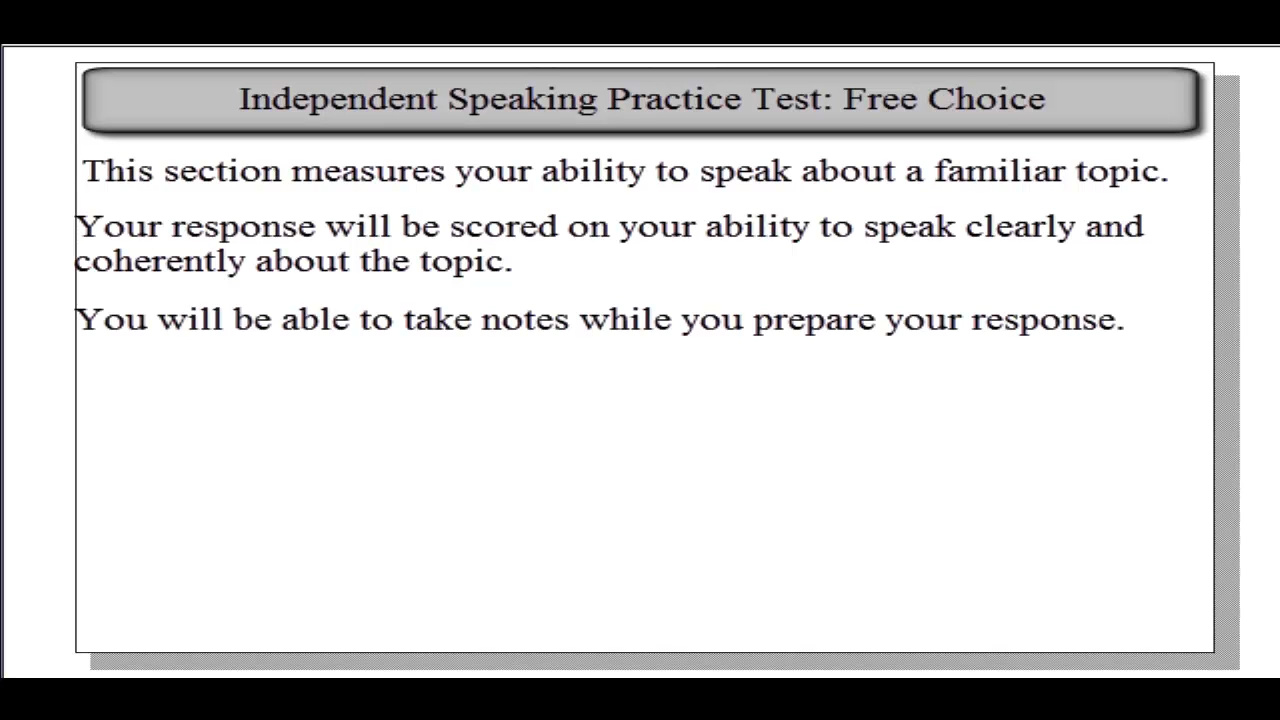 Independent Speaking Practice Test: Free Choice
This section measures your ability to speak about a familiar topic.
Your response will be scored on your ability to speak clearly and
coherently about the topic.
You will be able to take notes while you prepare your response.